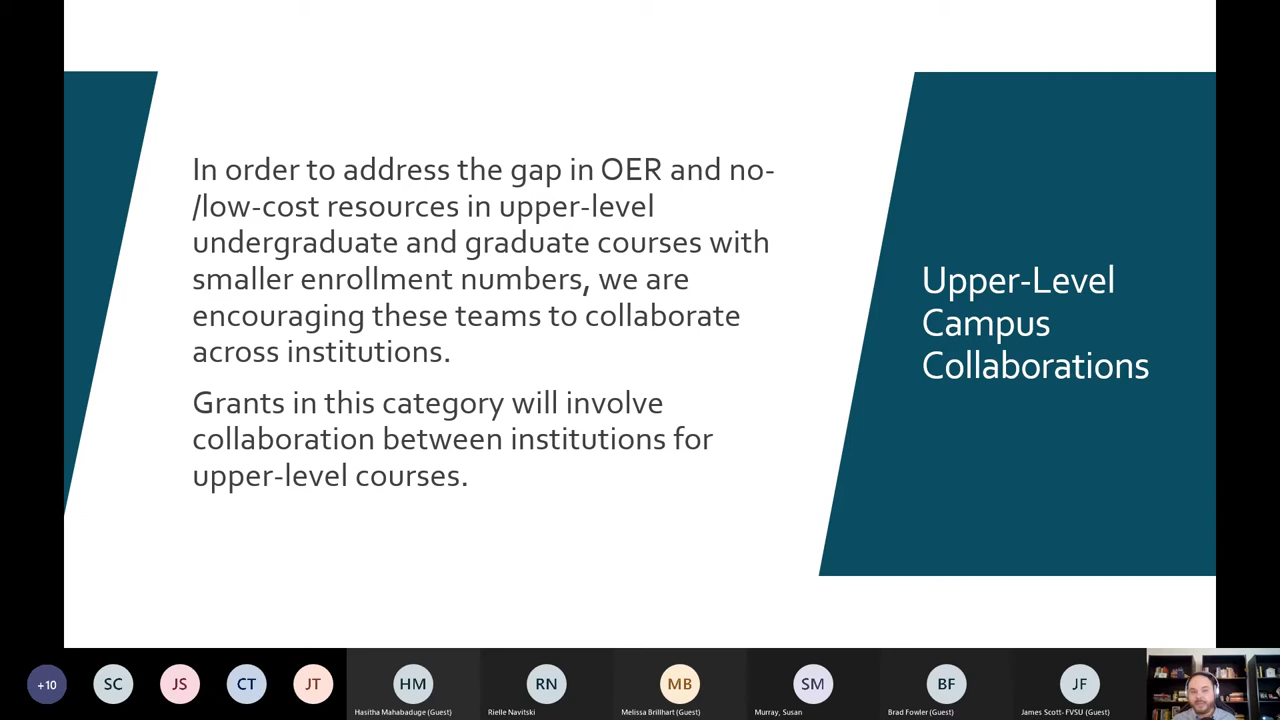 In order to address the gap in OER and no-
/low-cost resources in upper-level
undergraduate and graduate courses with
smaller enrollment numbers, we are
encouraging these teams to collaborate
across institutions.
Grants in this category will involve
collaboration between institutions for
upper-level courses.
Upper-Level
Campus
Collaborations
+10
SC
JS
CT
JT
HM
Hasitha Mahabaduge (Guest)
RN
Rielle Navitski
MB
Melissa Brillhart (Guest)
SM
Murray, Susan
BF
Brad Fowler (Guest)
JF
James Scott- FVSU (Guest)